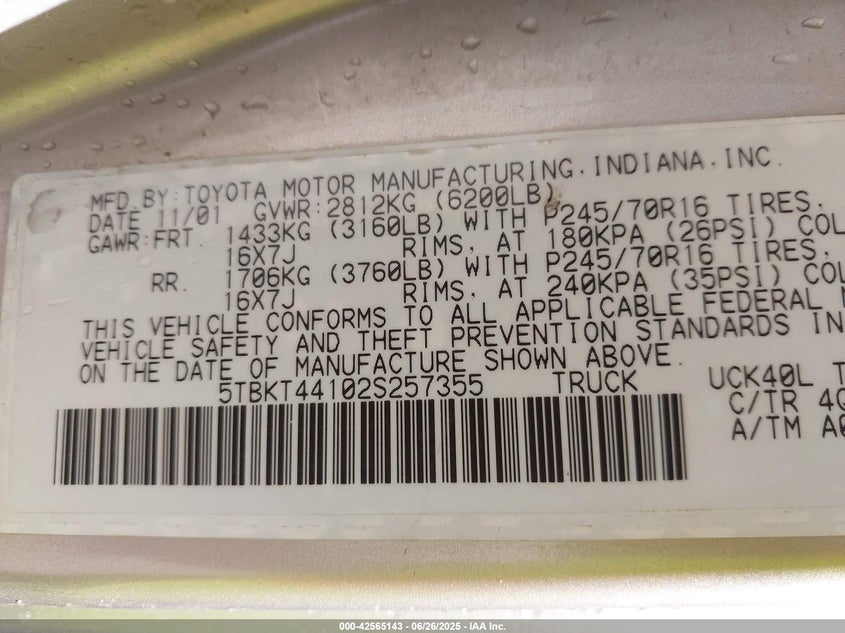 MFD.BY:TOYOTA MOTOR MANUFACTURING.INDIANA.INC.
DATE 11/01 GVWR:2812KG (6200LB)
GAWR:FRT. 1433KG (3160LB) WITH P245/70R16 TIRES.
16X7J RIMS, AT 180KPA (26PSI) COL
RR. 1706KG (3760LB) WITH P245/70R16 TIRES.
16X7J RIMS, AT 240KPA (35PSI) COL
THIS VEHICLE CONFORMS TO ALL APPLICABLE FEDERAL
VEHICLE SAFETY AND THEFT PREVENTION STANDARDS IN
ON THE DATE OF MANUFACTURE SHOWN ABOVE.
5TBKT44102S257355 TRUCK UCK40L T
C/TR 4Q
A/TM A0
000-42565143 - 06/26/2025 - IAA Inc.